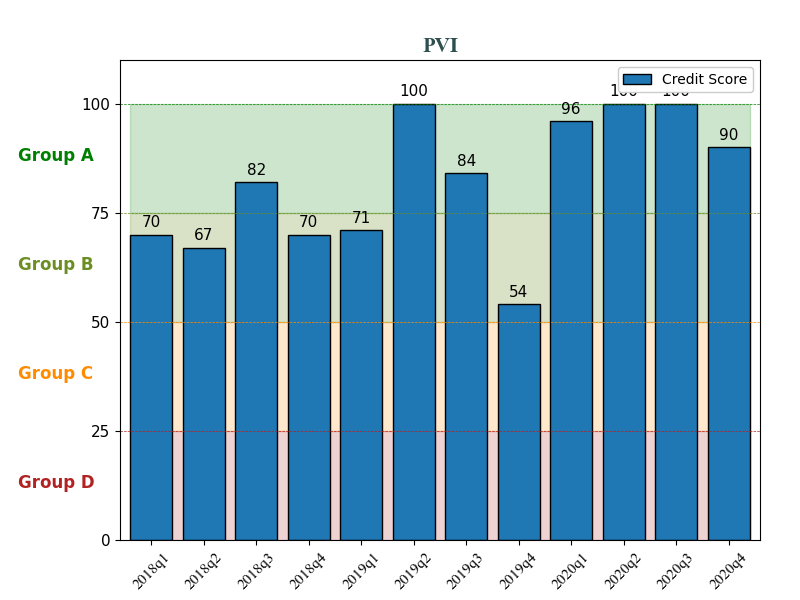 PVI
Credit Score
100
Group A
75
Group B
50
Group C
25
Group D
0
70
67
82
70
71
100
84
54
96
100
100
90
2018q1
2018q2
2018q3
2018q4
2019q1
2019q2
2019q3
2019q4
2020q1
2020q2
2020q3
2020q4